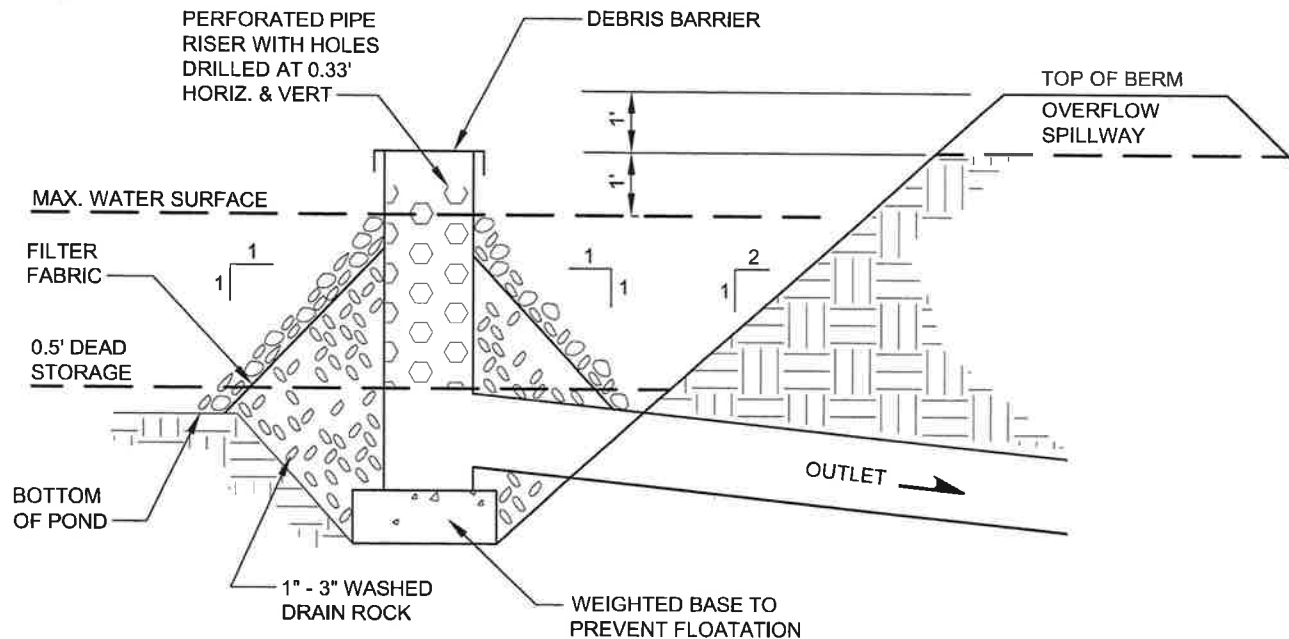 PERFORATED PIPE
RISER WITH HOLES
DRILLED AT 0.33'
HORIZ. & VERT
DEBRIS BARRIER
TOP OF BERM
OVERFLOW
SPILLWAY
1'
1'
MAX. WATER SURFACE
FILTER
FABRIC
1
1
1
1
2
1
0.5' DEAD
STORAGE
BOTTOM
OF POND
OUTLET
1" - 3" WASHED
DRAIN ROCK
WEIGHTED BASE TO
PREVENT FLOATATION